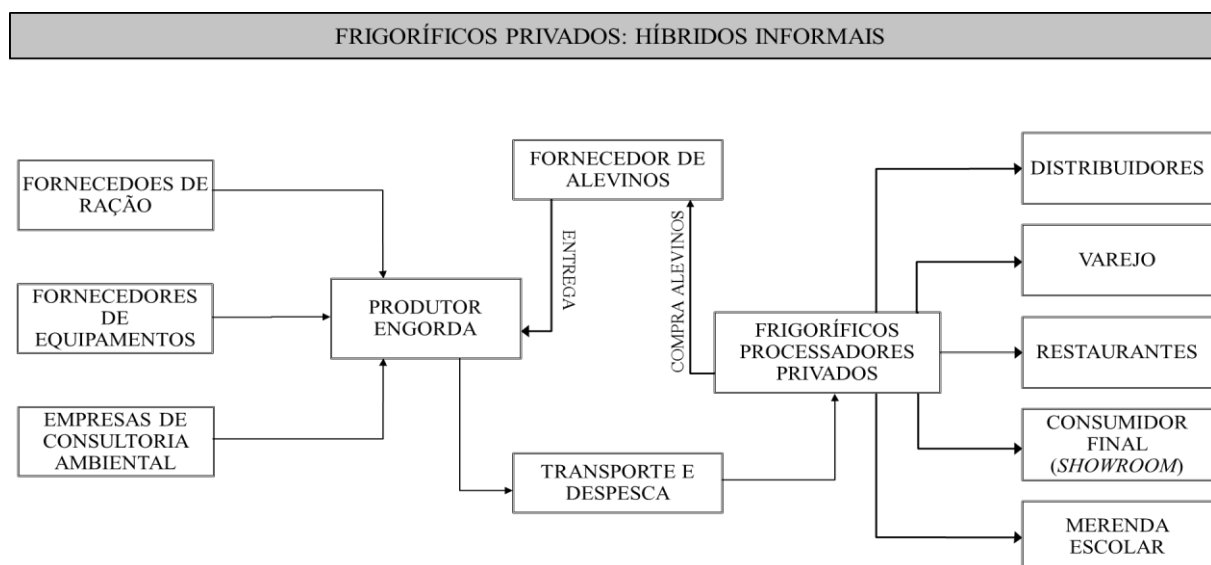 FRIGORÍFICOS PRIVADOS: HÍBRIDOS INFORMAIS
FORNECEDOES DE
RAÇÃO
FORNECEDORES
DE
EQUIPAMENTOS
EMPRESAS DE
CONSULTORIA
AMBIENTAL
PRODUTOR
ENGORDA
FORNECEDOR DE
ALEVINOS
ENTREGA
COMPRA ALEVINOS
TRANSPORTE E
DESPESCA
FRIGORÍFICOS
PROCESSADORES
PRIVADOS
DISTRIBUIDORES
VAREJO
RESTAURANTES
CONSUMIDOR
FINAL
(SHOWROOM)
MERENDA
ESCOLAR